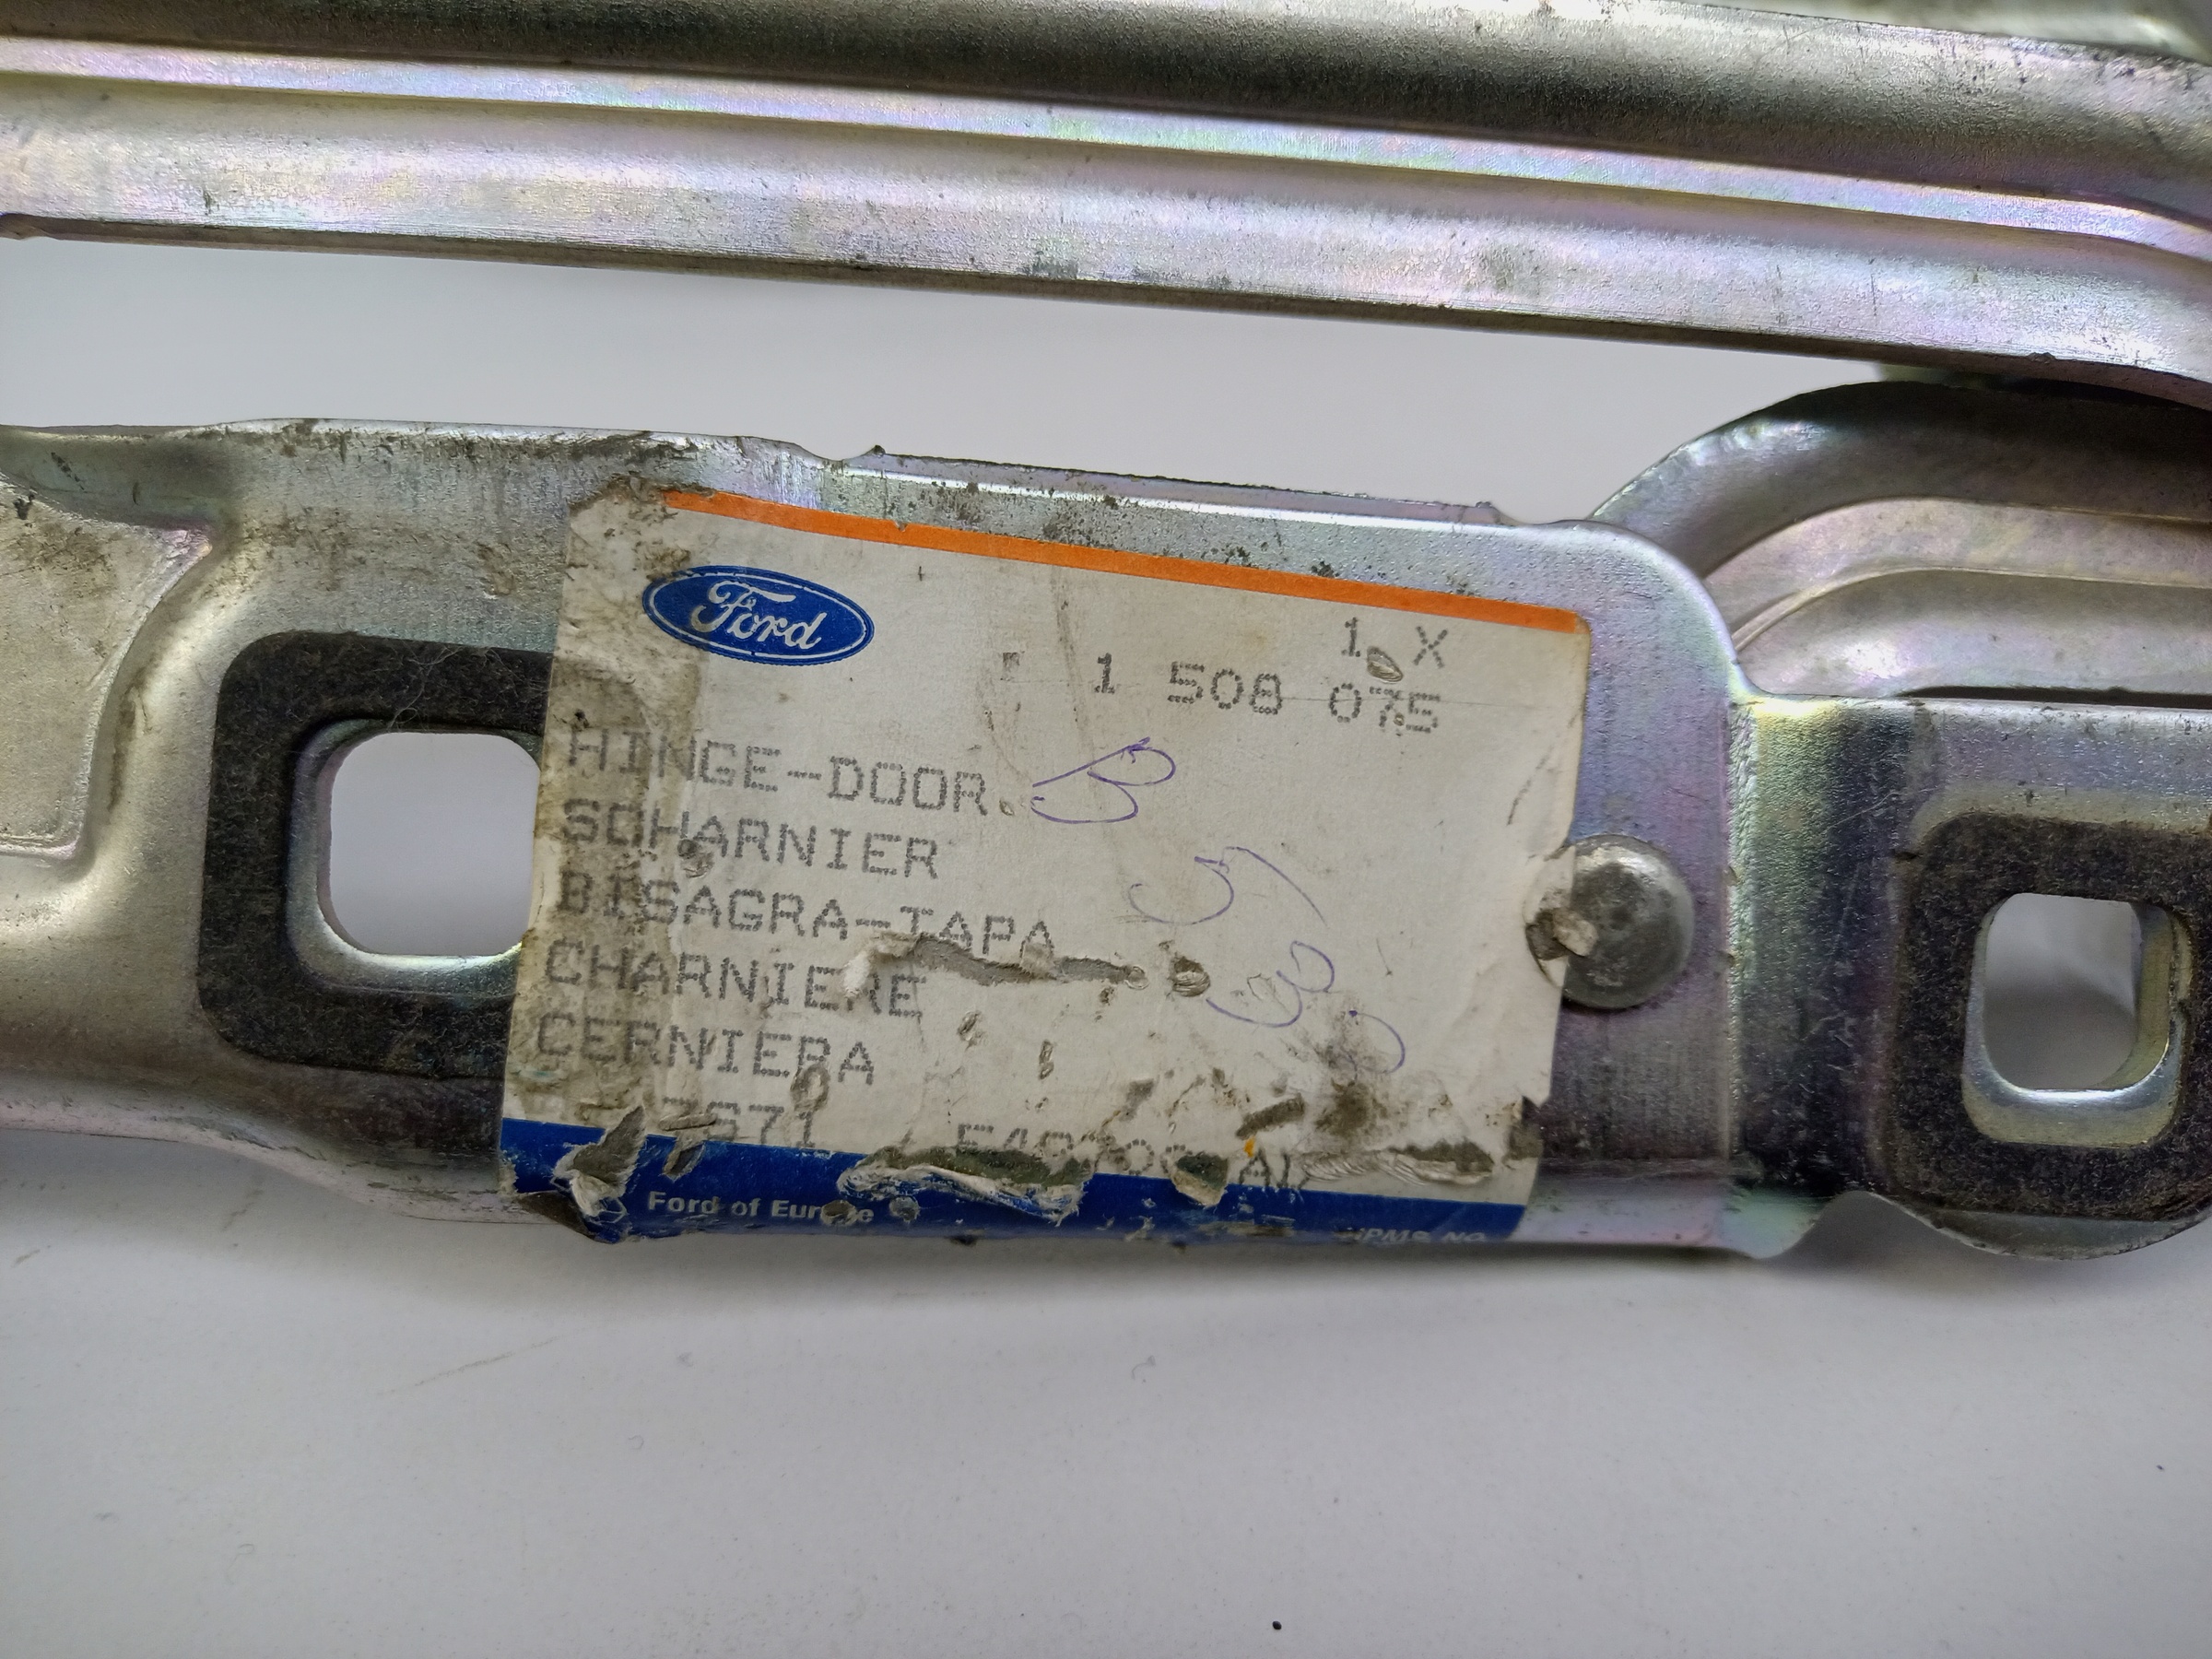 Ford
1 X
1 508 075
HINGE-DOOR
SCHARNIER
BISAGRA-TAPA
CHARNIERE
CERNIERA
Ford of Europe